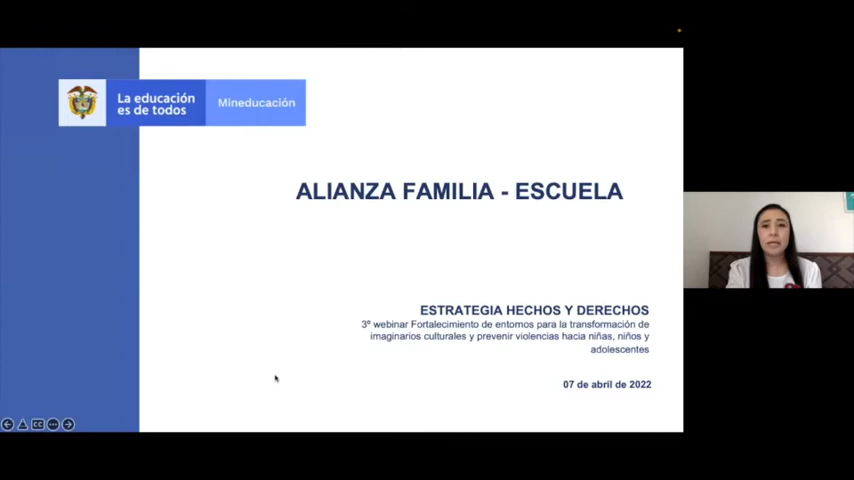 La educación
es de todos
Mineducación
ALIANZA FAMILIA - ESCUELA
ESTRATEGIA HECHOS Y DERECHOS
3º webinar Fortalecimiento de entornos para la transformación de
imaginarios culturales y prevenir violencias hacia niñas, niños y
adolescentes
07 de abril de 2022
CC